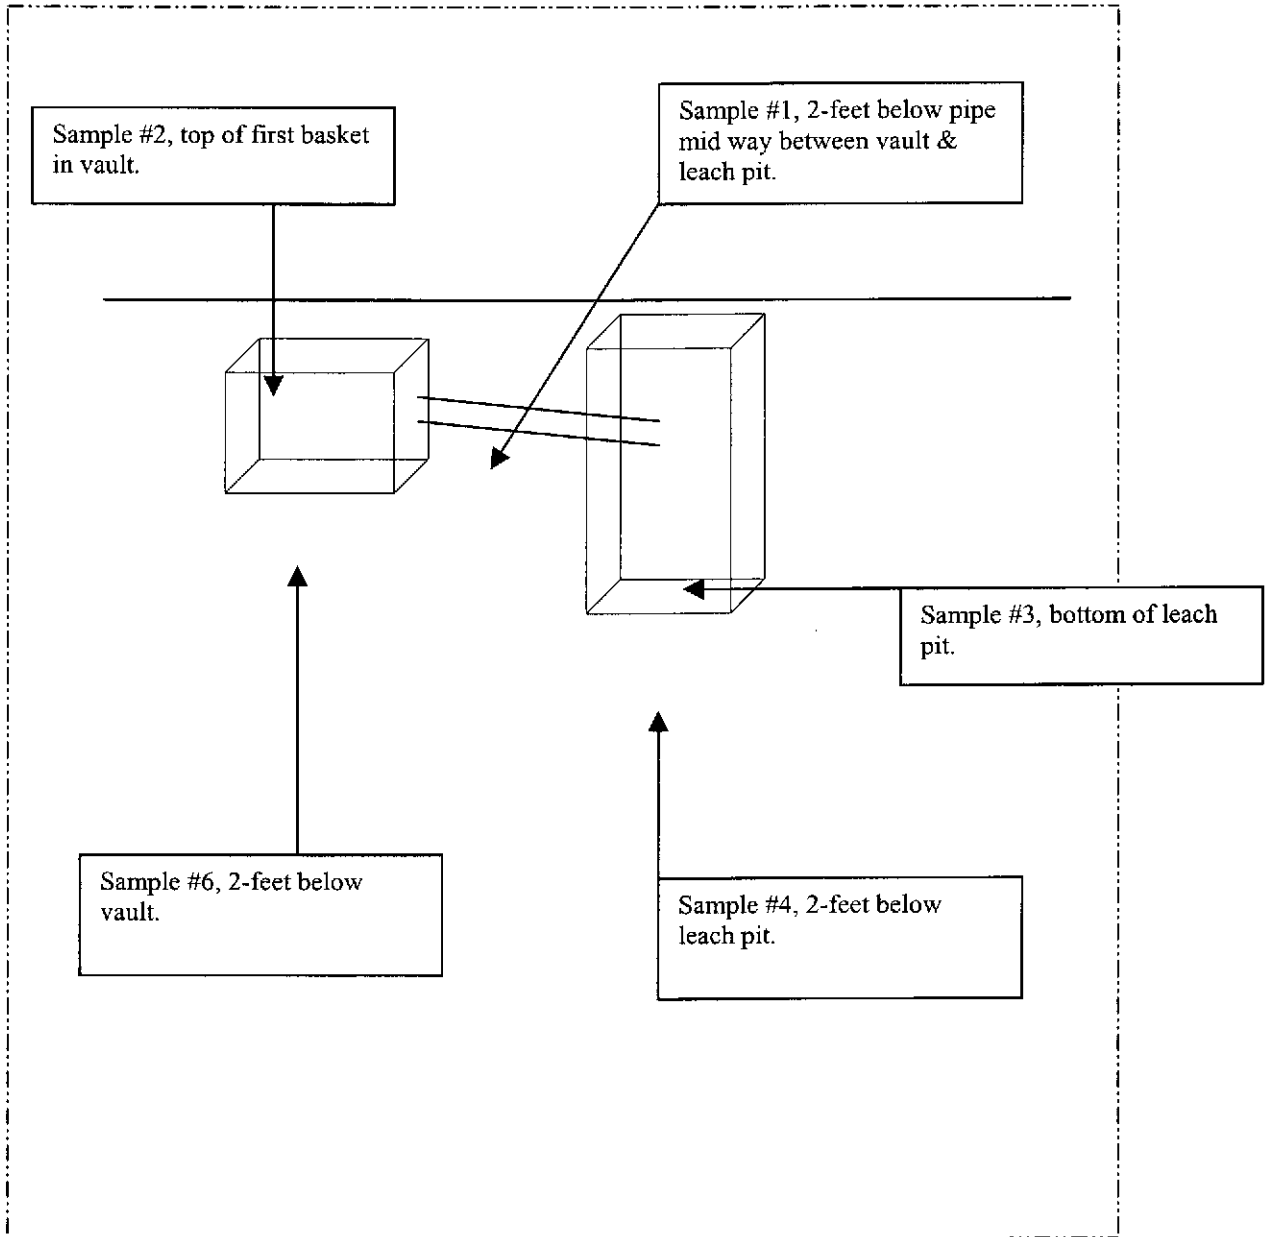 Sample #2, top of first basket
in vault.
Sample #1, 2-feet below pipe
mid way between vault &
leach pit.
Sample #3, bottom of leach
pit.
Sample #6, 2-feet below
vault.
Sample #4, 2-feet below
leach pit.